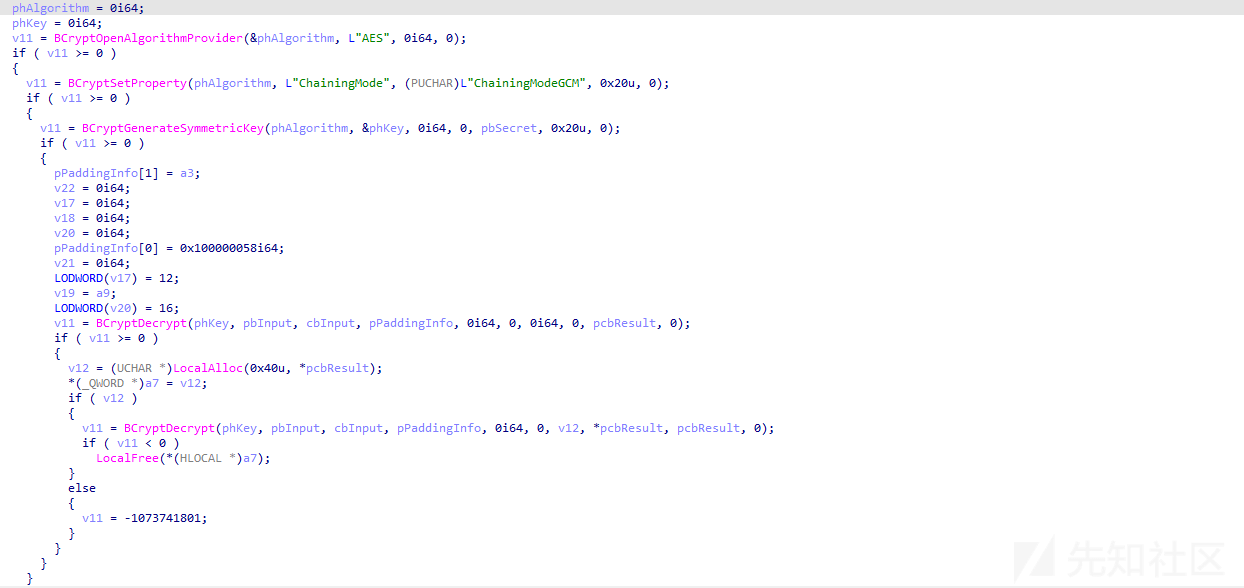 phAlgorithm = 0i64;
phKey = 0i64;
v11 = BCryptOpenAlgorithmProvider(&phAlgorithm, L"AES", 0i64, 0);
if ( v11 >= 0 )
{
v11 = BCryptSetProperty(phAlgorithm, L"ChainingMode", (PUCHAR)L"ChainingModeGCM", 0x20u, 0);
if ( v11 >= 0 )
{
v11 = BCryptGenerateSymmetricKey(phAlgorithm, &phKey, 0i64, 0, pbSecret, 0x20u, 0);
if ( v11 >= 0 )
{
pPaddingInfo[1] = a3;
v22 = 0i64;
v17 = 0i64;
v18 = 0i64;
v20 = 0i64;
pPaddingInfo[0] = 0x100000058i64;
v21 = 0i64;
LODWORD(v17) = 12;
v19 = a9;
LODWORD(v20) = 16;
v11 = BCryptDecrypt(phKey, pbInput, cbInput, pPaddingInfo, 0i64, 0, 0i64, 0, pcbResult, 0);
if ( v11 >= 0 )
{
v12 = (UCHAR *)LocalAlloc(0x40u, *pcbResult);
*(_QWORD *)a7 = v12;
if ( v12 )
{
v11 = BCryptDecrypt(phKey, pbInput, cbInput, pPaddingInfo, 0i64, 0, v12, *pcbResult, pcbResult, 0);
if ( v11 < 0 )
LocalFree(*(HLOCAL *)a7);
}
else
{
v11 = -1073741801;
}
}
}
}
先知社区